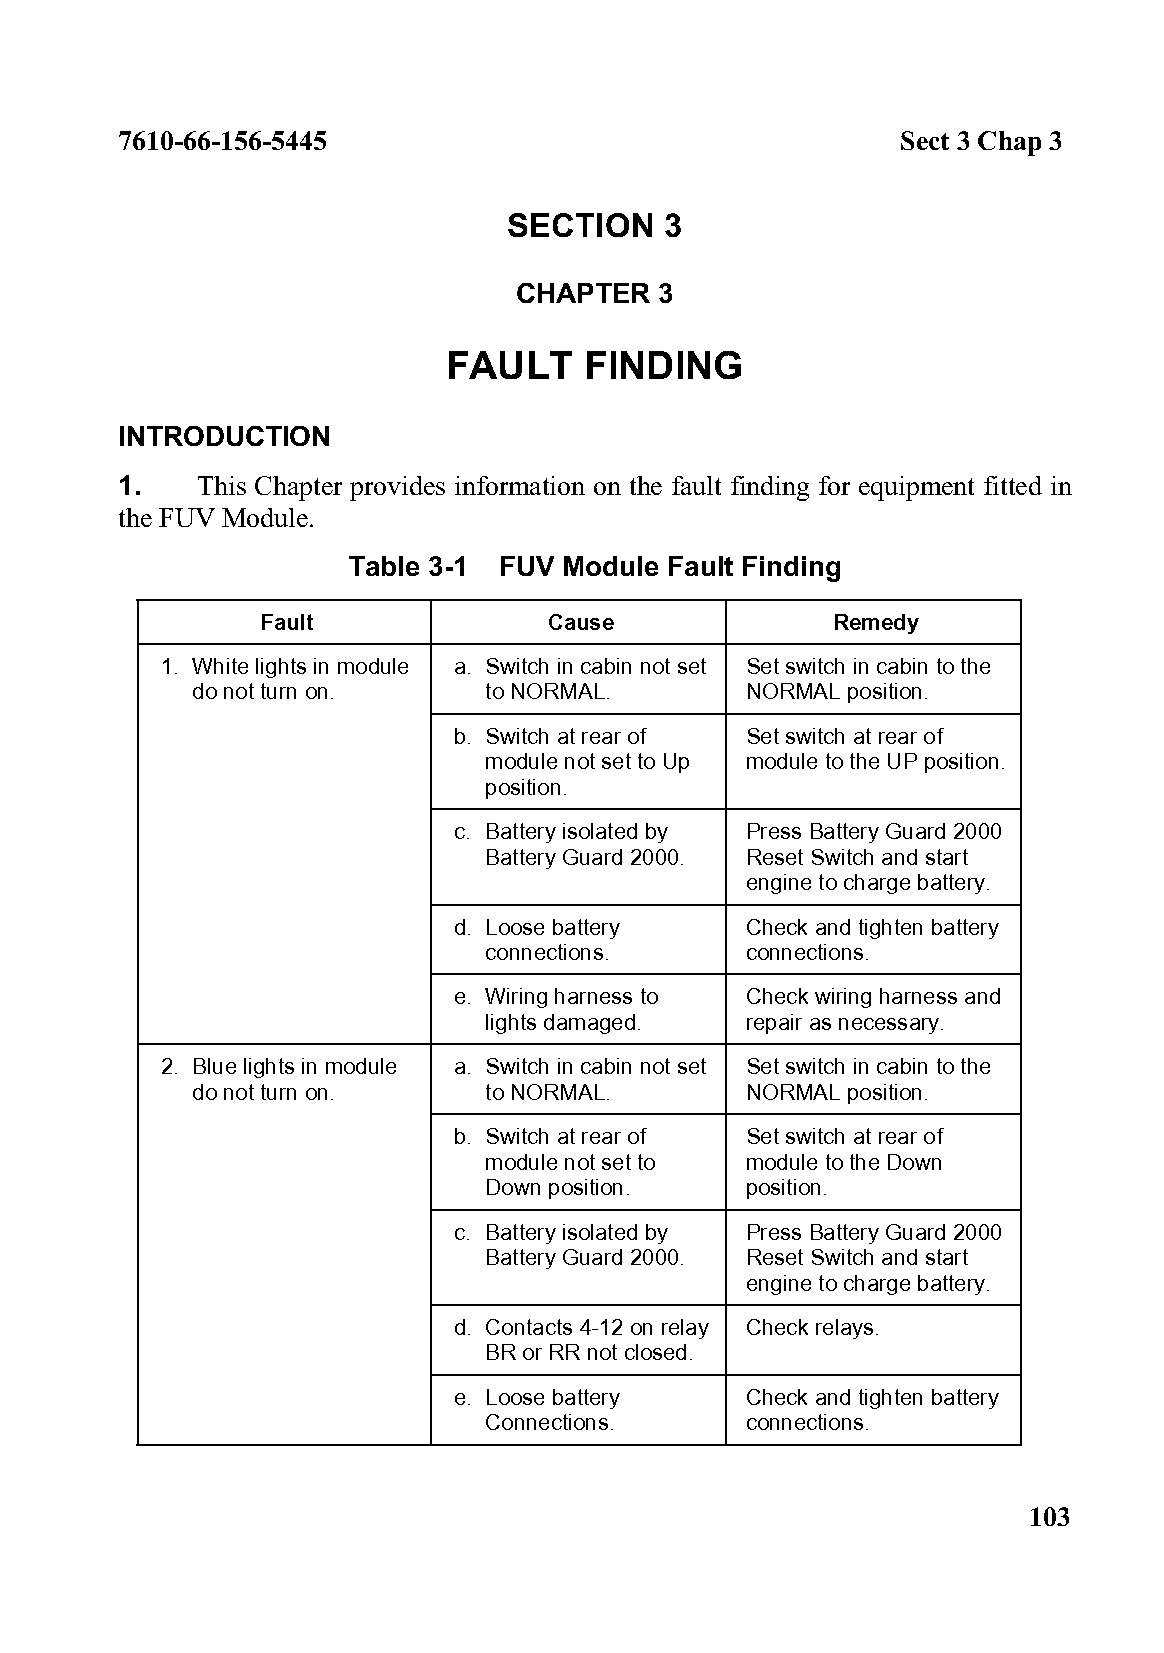 7610-66-156-5445 Sect 3 Chap 3
SECTION 3
CHAPTER 3
FAULT FINDING
INTRODUCTION
1. This Chapter provides information on the fault finding for equipment fitted in
the FUV Module.
Table 3-1 FUV Module Fault Finding
Fault Cause Remedy
1. White lights in module a. Switch in cabin not set Set switch in cabin to the
do not turn on. to NORMAL. NORMAL position.
b. Switch at rear of Set switch at rear of
module not set to Up module to the UP position.
position.
c. Battery isolated by Press Battery Guard 2000
Battery Guard 2000. Reset Switch and start
engine to charge battery.
d. Loose battery Check and tighten battery
connections. connections.
e. Wiring harness to Check wiring harness and
lights damaged. repair as necessary.
2. Blue lights in module a. Switch in cabin not set Set switch in cabin to the
do not turn on. to NORMAL. NORMAL position.
b. Switch at rear of Set switch at rear of
module not set to module to the Down
Down position. position.
c. Battery isolated by Press Battery Guard 2000
Battery Guard 2000. Reset Switch and start
engine to charge battery.
d. Contacts 4-12 on relay Check relays.
BR or RR not closed.
e. Loose battery Check and tighten battery
Connections. connections.
103